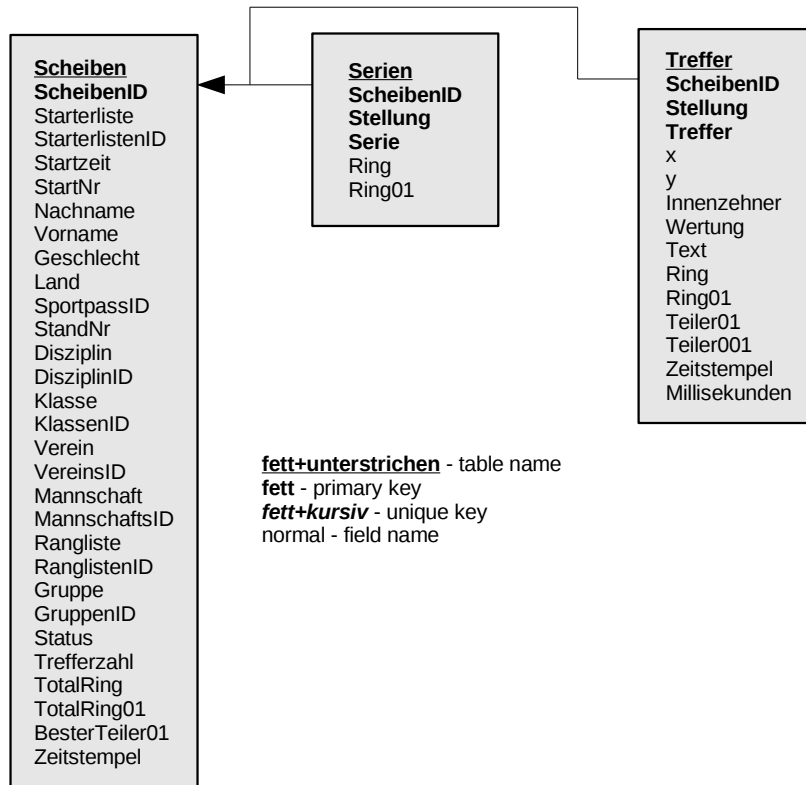 Scheiben
ScheibenID
Starterliste
StarterlistenID
Startzeit
StartNr
Nachname
Vorname
Geschlecht
Land
SportpassID
StandNr
Disziplin
DisziplinID
Klasse
KlassenID
Verein
VereinsID
Mannschaft
MannschaftsID
Rangliste
RanglistenID
Gruppe
GruppenID
Status
Trefferzahl
TotalRing
TotalRing01
BesterTeiler01
Zeitstempel
Serien
ScheibenID
Stellung
Serie
Ring
Ring01
Treffer
ScheibenID
Stellung
Treffer
x
y
Innenzehner
Wertung
Text
Ring
Ring01
Teiler01
Teiler001
Zeitstempel
Millisekunden
fett+unterstrichen - table name
fett - primary key
fett+kursiv - unique key
normal - field name